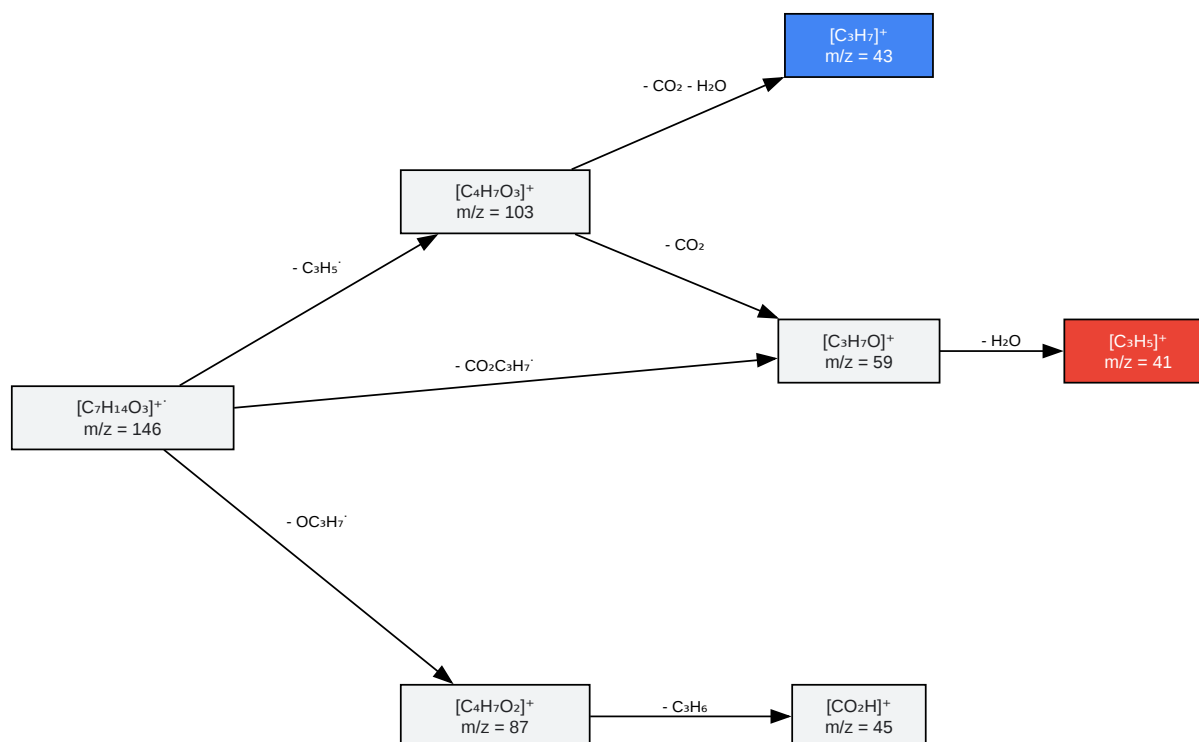 [C₃H₇]⁺
m/z = 43
- CO₂ - H₂O
[C₄H₇O₃]⁺
m/z = 103
- CO₂
- C₃H₅˙
[C₃H₇O]⁺
m/z = 59
- H₂O
[C₃H₅]⁺
m/z = 41
- CO₂C₃H₇˙
[C₇H₁₄O₃]⁺˙
m/z = 146
- OC₃H₇˙
[C₄H₇O₂]⁺
m/z = 87
- C₃H₆
[CO₂H]⁺
m/z = 45